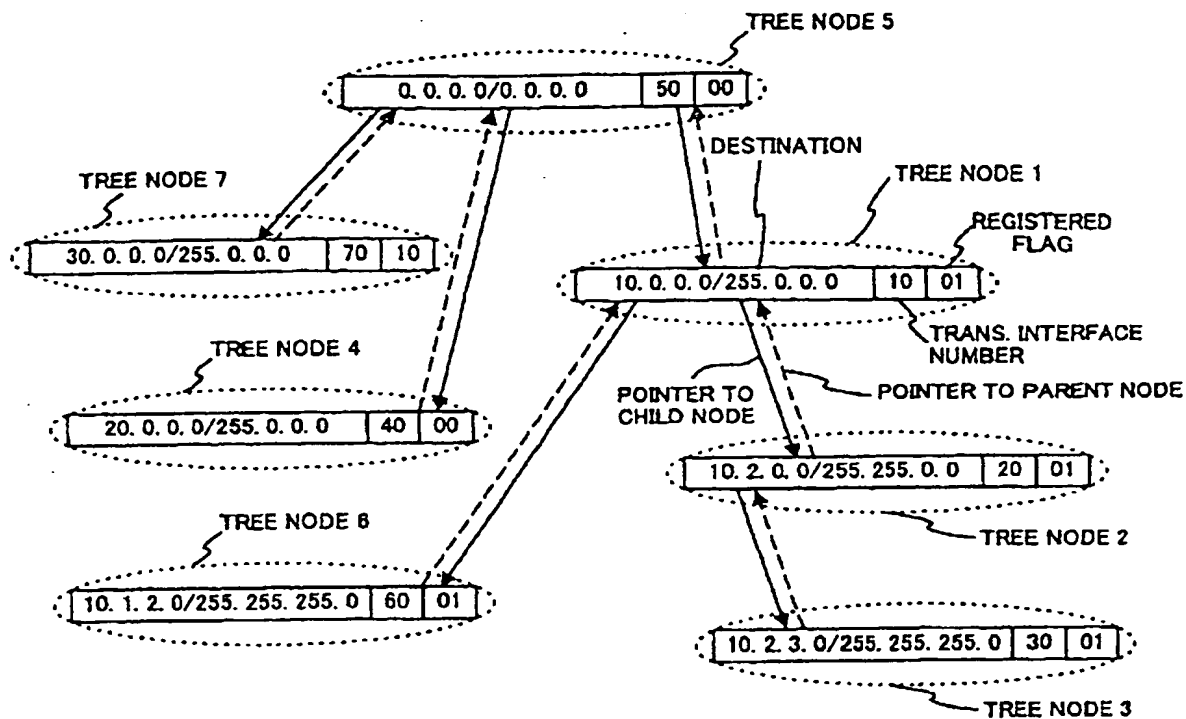 TREE NODE 5
0. 0. 0. 0/0. 0. 0. 0 50 00
DESTINATION
TREE NODE 7
TREE NODE 1
30. 0. 0. 0/255. 0. 0. 0 70 10
REGISTERED
FLAG
10. 0. 0. 0/255. 0. 0. 0 10 01
TREE NODE 4
TRANS. INTERFACE
NUMBER
POINTER TO
CHILD NODE
POINTER TO PARENT NODE
20. 0. 0. 0/255. 0. 0. 0 40 00
10. 2. 0. 0/255. 255. 0. 0 20 01
TREE NODE 6
TREE NODE 2
10. 1. 2. 0/255. 255. 255. 0 60 01
10. 2. 3. 0/255. 255. 255. 0 30 01
TREE NODE 3